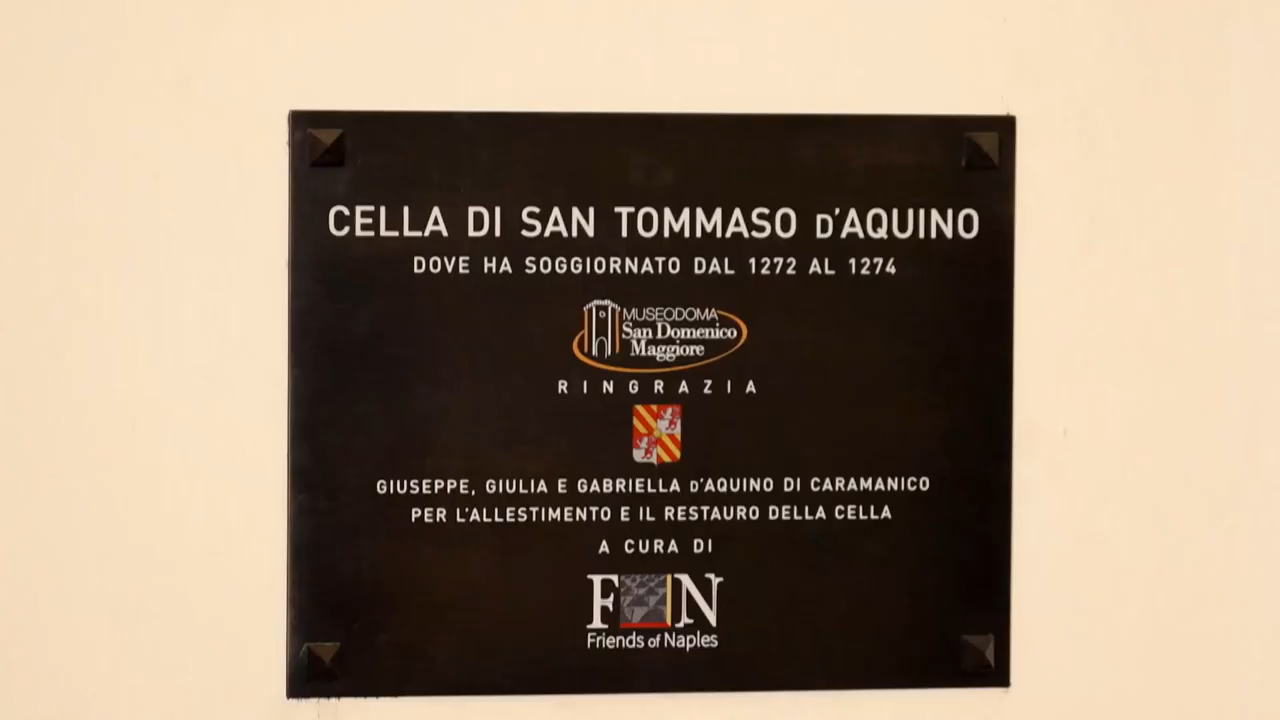 CELLA DI SAN TOMMASO D'AQUINO
DOVE HA SOGGIORNATO DAL 1272 AL 1274
MUSEODOMA
San Domenico
Maggiore
RINGRAZIA
GIUSEPPE, GIULIA E GABRIELLA D'AQUINO DI CARAMANICO
PER L'ALLESTIMENTO E IL RESTAURO DELLA CELLA
A CURA DI
F N
Friends of Naples